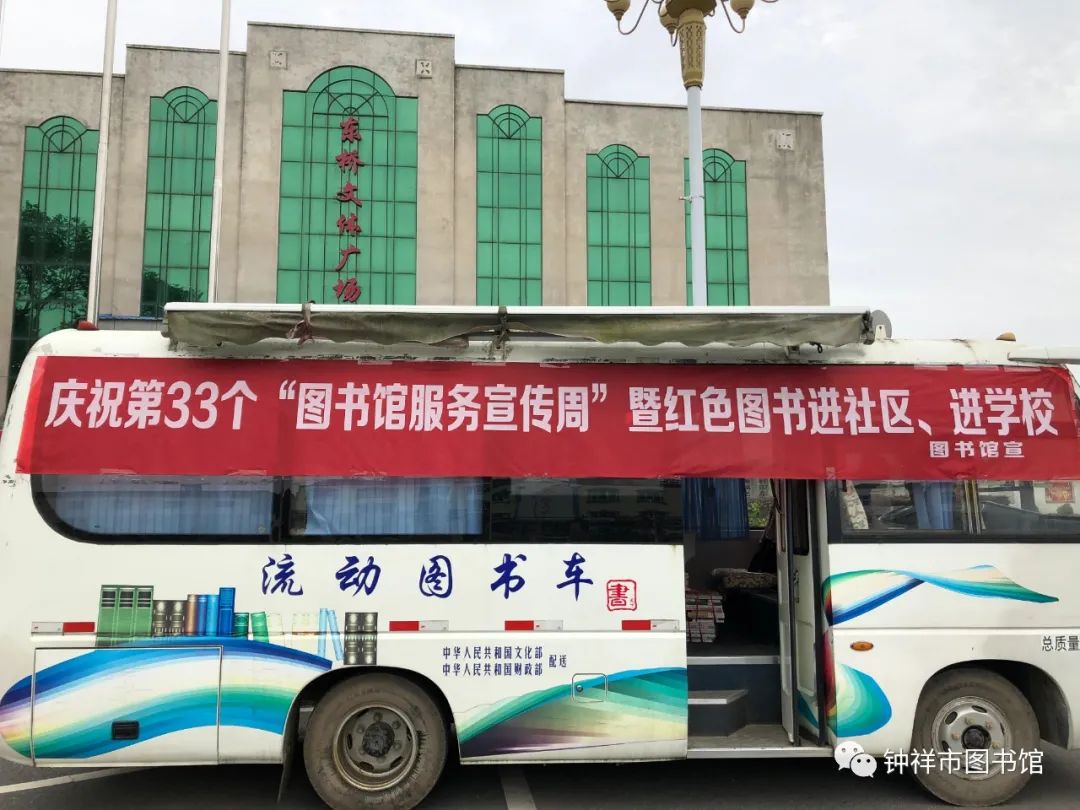 东桥文体广场
庆祝第33个“图书馆服务宣传周”暨红色图书进社区、进学校
图书馆宣
流动图书车
書
中华人民共和国文化部
中华人民共和国财政部
配送
总质量
钟祥市图书馆